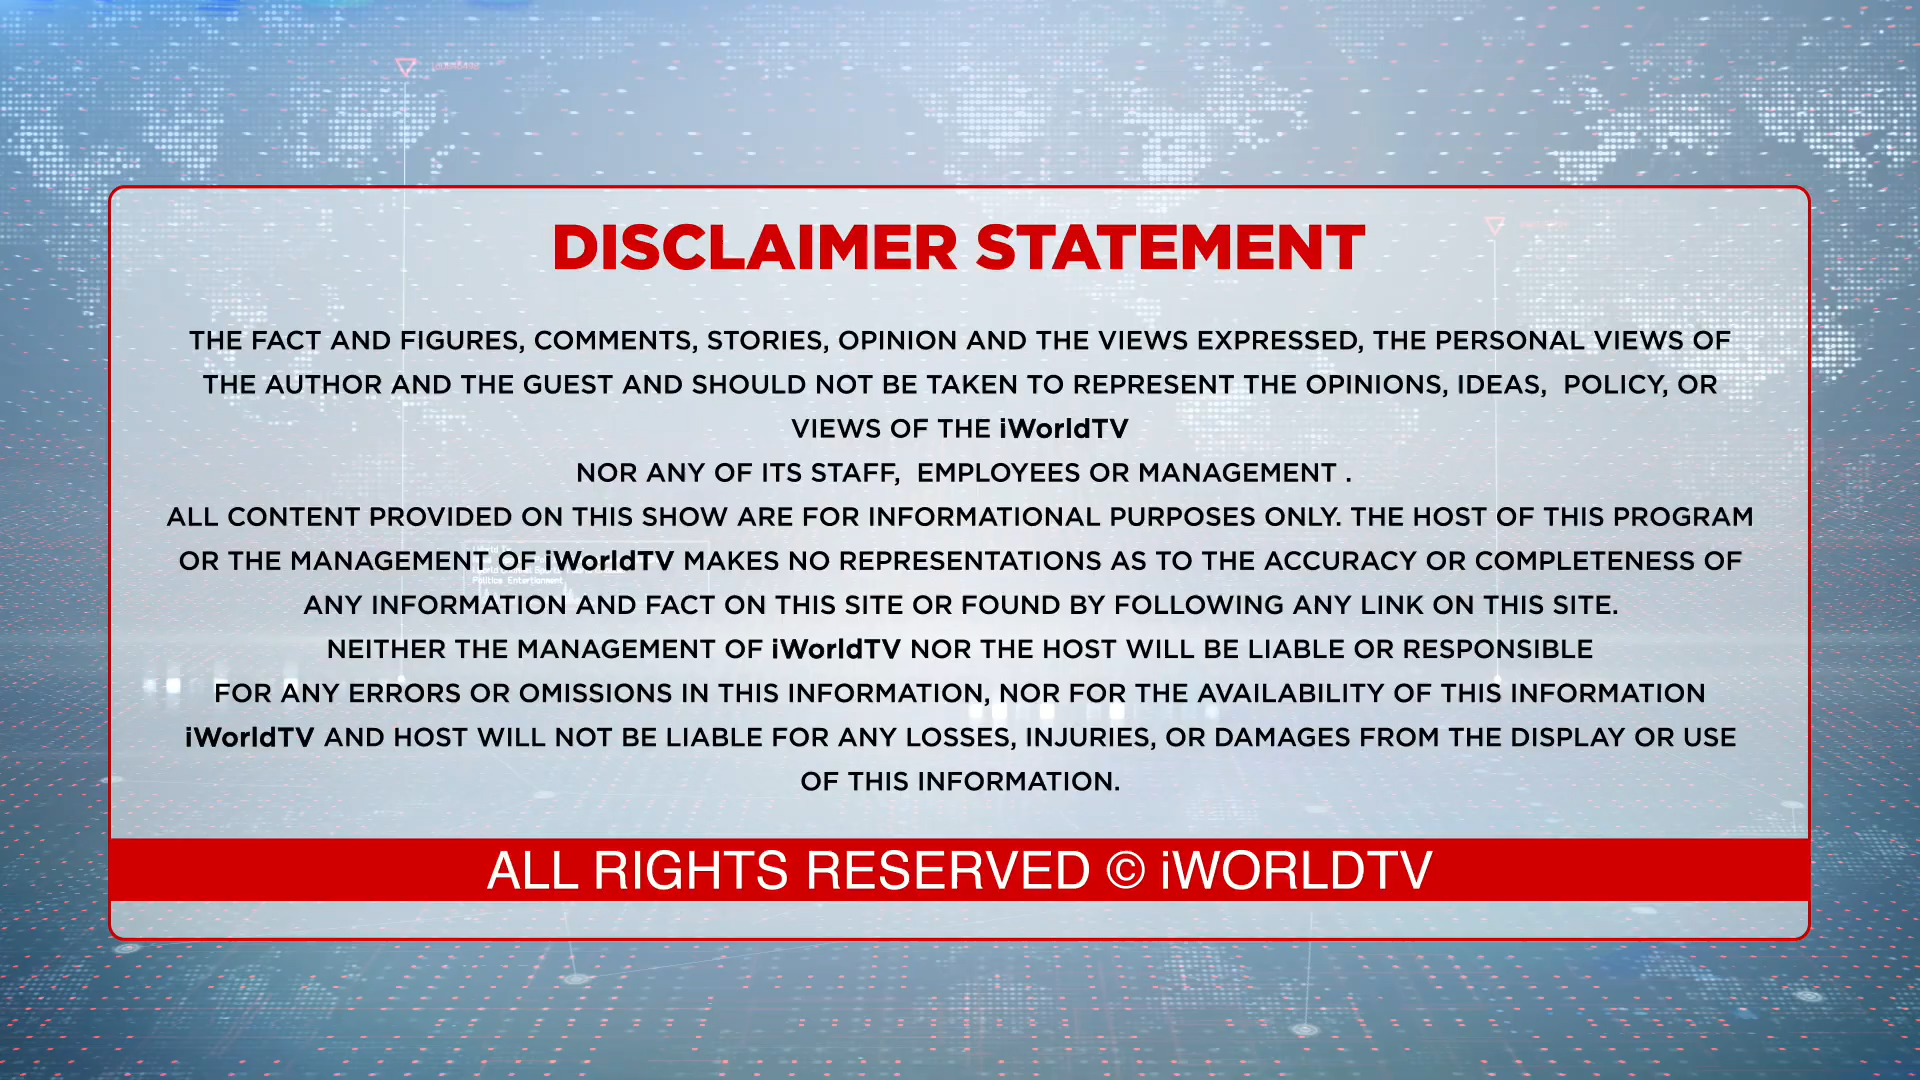 DISCLAIMER STATEMENT
THE FACT AND FIGURES, COMMENTS, STORIES, OPINION AND THE VIEWS EXPRESSED, THE PERSONAL VIEWS OF
THE AUTHOR AND THE GUEST AND SHOULD NOT BE TAKEN TO REPRESENT THE OPINIONS, IDEAS,  POLICY, OR
VIEWS OF THE iWorldTV
NOR ANY OF ITS STAFF,  EMPLOYEES OR MANAGEMENT .
ALL CONTENT PROVIDED ON THIS SHOW ARE FOR INFORMATIONAL PURPOSES ONLY. THE HOST OF THIS PROGRAM
OR THE MANAGEMENT OF iWorldTV MAKES NO REPRESENTATIONS AS TO THE ACCURACY OR COMPLETENESS OF
Politics Entertainment
ANY INFORMATION AND FACT ON THIS SITE OR FOUND BY FOLLOWING ANY LINK ON THIS SITE.
NEITHER THE MANAGEMENT OF iWorldTV NOR THE HOST WILL BE LIABLE OR RESPONSIBLE
FOR ANY ERRORS OR OMISSIONS IN THIS INFORMATION, NOR FOR THE AVAILABILITY OF THIS INFORMATION
iWorldTV AND HOST WILL NOT BE LIABLE FOR ANY LOSSES, INJURIES, OR DAMAGES FROM THE DISPLAY OR USE
OF THIS INFORMATION.
ALL RIGHTS RESERVED © iWORLDTV